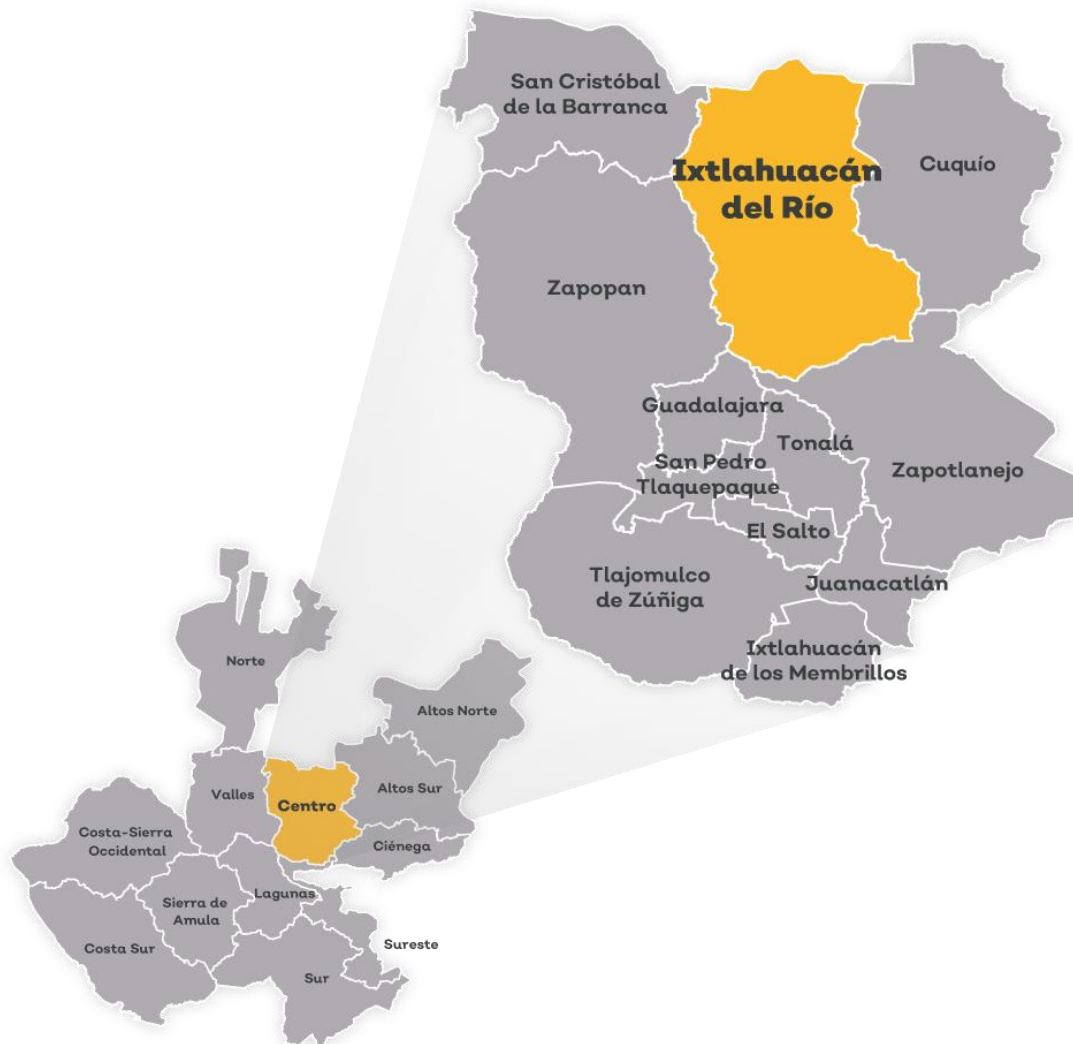 San Cristóbal
de la Barranca
Ixtlahuacán
del Río
Cuquío
Zapopan
Guadalajara
Tonalá
San Pedro
Tlaquepaque
Zapotlanejo
El Salto
Tlajomulco
de Zúñiga
Juanacatlán
Ixtlahuacán
de los Membrillos
Norte
Altos Norte
Valles
Centro
Altos Sur
Costa-Sierra
Occidental
Ciénega
Lagunas
Sierra de
Amula
Costa Sur
Sureste
Sur